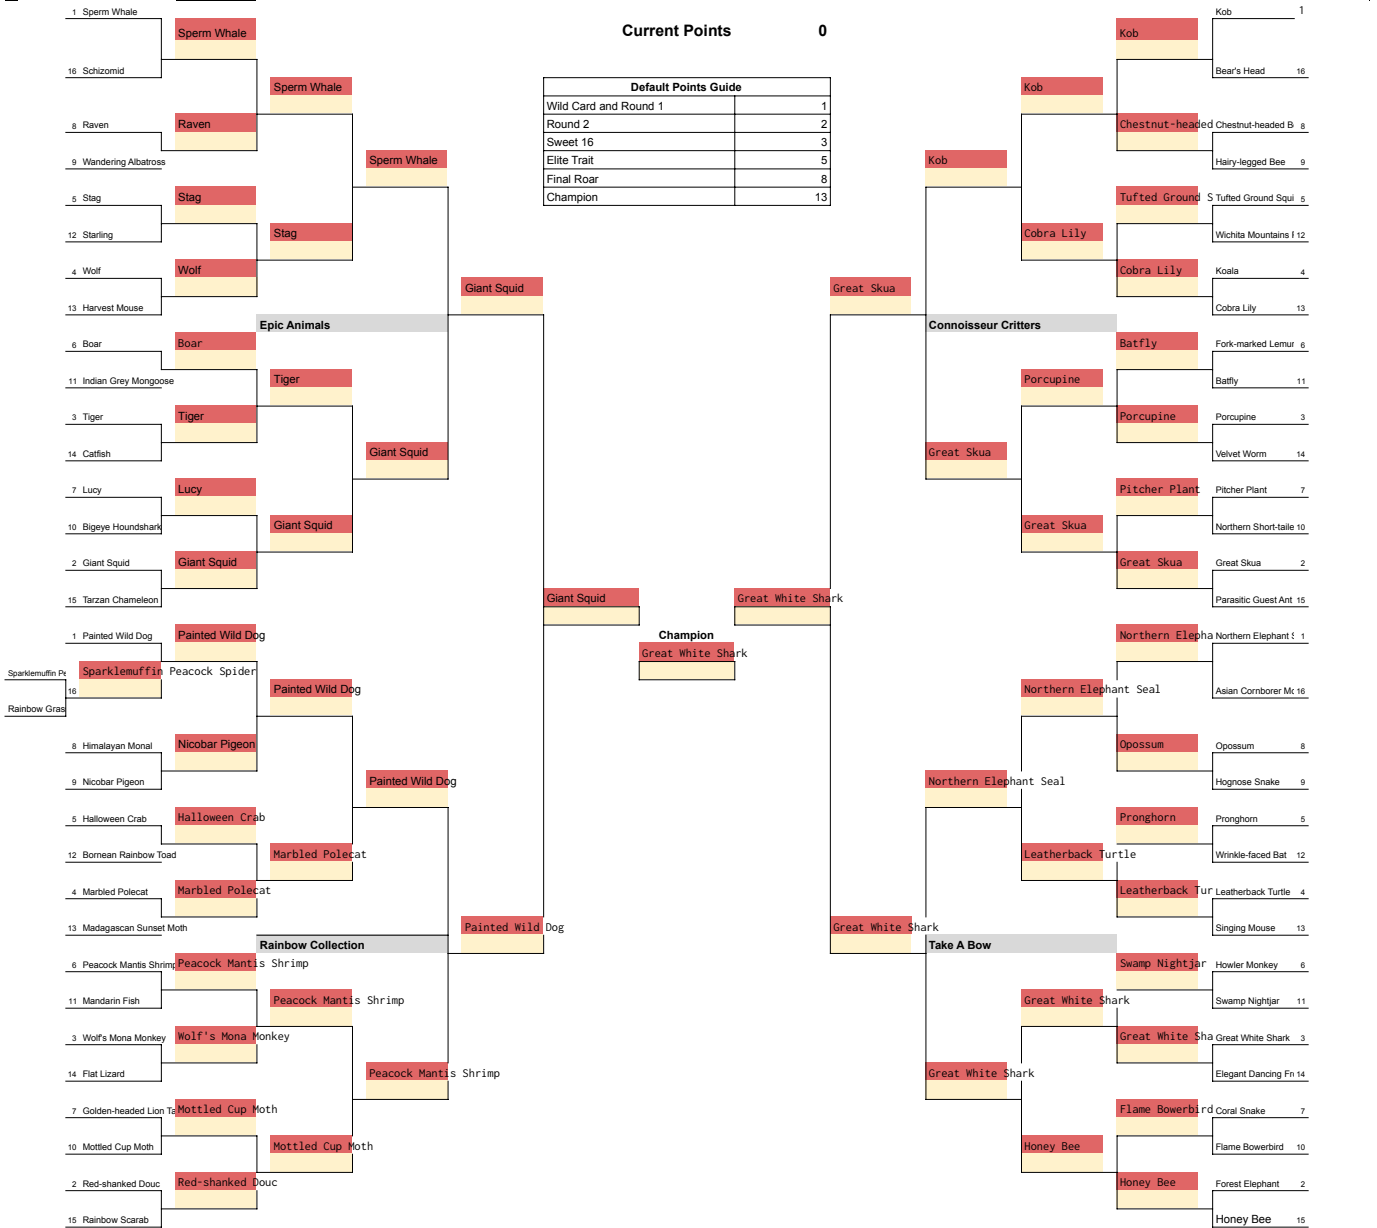 Current Points 0
Default Points Guide
Wild Card and Round 1 1
Round 2 2
Sweet 16 3
Elite Trait 5
Final Roar 8
Champion 13
1 Sperm Whale
16 Schizomid
8 Raven
9 Wandering Albatross
5 Stag
12 Starling
4 Wolf
13 Harvest Mouse
6 Boar
11 Indian Grey Mongoose
3 Tiger
14 Catfish
7 Lucy
10 Bigeye Houndshark
2 Giant Squid
15 Tarzan Chameleon
Sperm Whale
Raven
Stag
Wolf
Boar
Tiger
Lucy
Giant Squid
Sperm Whale
Stag
Epic Animals
Tiger
Giant Squid
Sperm Whale
Giant Squid
Giant Squid
1 Painted Wild Dog
Sparklemuffin Pe
16
Rainbow Gras
8 Himalayan Monal
9 Nicobar Pigeon
5 Halloween Crab
12 Bornean Rainbow Toad
4 Marbled Polecat
13 Madagascan Sunset Moth
6 Peacock Mantis Shrimp
11 Mandarin Fish
3 Wolf's Mona Monkey
14 Flat Lizard
7 Golden-headed Lion Ta
10 Mottled Cup Moth
2 Red-shanked Douc
15 Rainbow Scarab
Painted Wild Dog
Sparklemuffin Peacock Spider
Nicobar Pigeon
Halloween Crab
Marbled Polecat
Peacock Mantis Shrimp
Wolf's Mona Monkey
Mottled Cup Moth
Red-shanked Douc
Painted Wild Dog
Marbled Polecat
Rainbow Collection
Peacock Mantis Shrimp
Mottled Cup Moth
Painted Wild Dog
Peacock Mantis Shrimp
Painted Wild Dog
Giant Squid
Champion
Great White Shark
Great White Shark
Kob 1
Bear's Head 16
Chestnut-headed B 8
Hairy-legged Bee 9
Tufted Ground Squi 5
Wichita Mountains 12
Koala 4
Cobra Lily 13
Fork-marked Lemur 6
Batfly 11
Porcupine 3
Velvet Worm 14
Pitcher Plant 7
Northern Short-taile 10
Great Skua 2
Parasitic Guest Ant 15
Kob
Chestnut-headed
Tufted Ground S
Cobra Lily
Batfly
Porcupine
Pitcher Plant
Great Skua
Kob
Cobra Lily
Connoisseur Critters
Porcupine
Great Skua
Kob
Great Skua
Great Skua
Northern Elephant 1
Asian Cornborer Mo 16
Opossum 8
Hognose Snake 9
Pronghorn 5
Wrinkle-faced Bat 12
Leatherback Turtle 4
Singing Mouse 13
Howler Monkey 6
Swamp Nightjar 11
Great White Shark 3
Elegant Dancing Fr 14
Coral Snake 7
Flame Bowerbird 10
Forest Elephant 2
Honey Bee 15
Northern Elepha
Opossum
Pronghorn
Leatherback Tur
Swamp Nightjar
Great White Sha
Flame Bowerbird
Honey Bee
Northern Elephant Seal
Leatherback Turtle
Take A Bow
Great White Shark
Honey Bee
Northern Elephant Seal
Great White Shark
Great White Shark